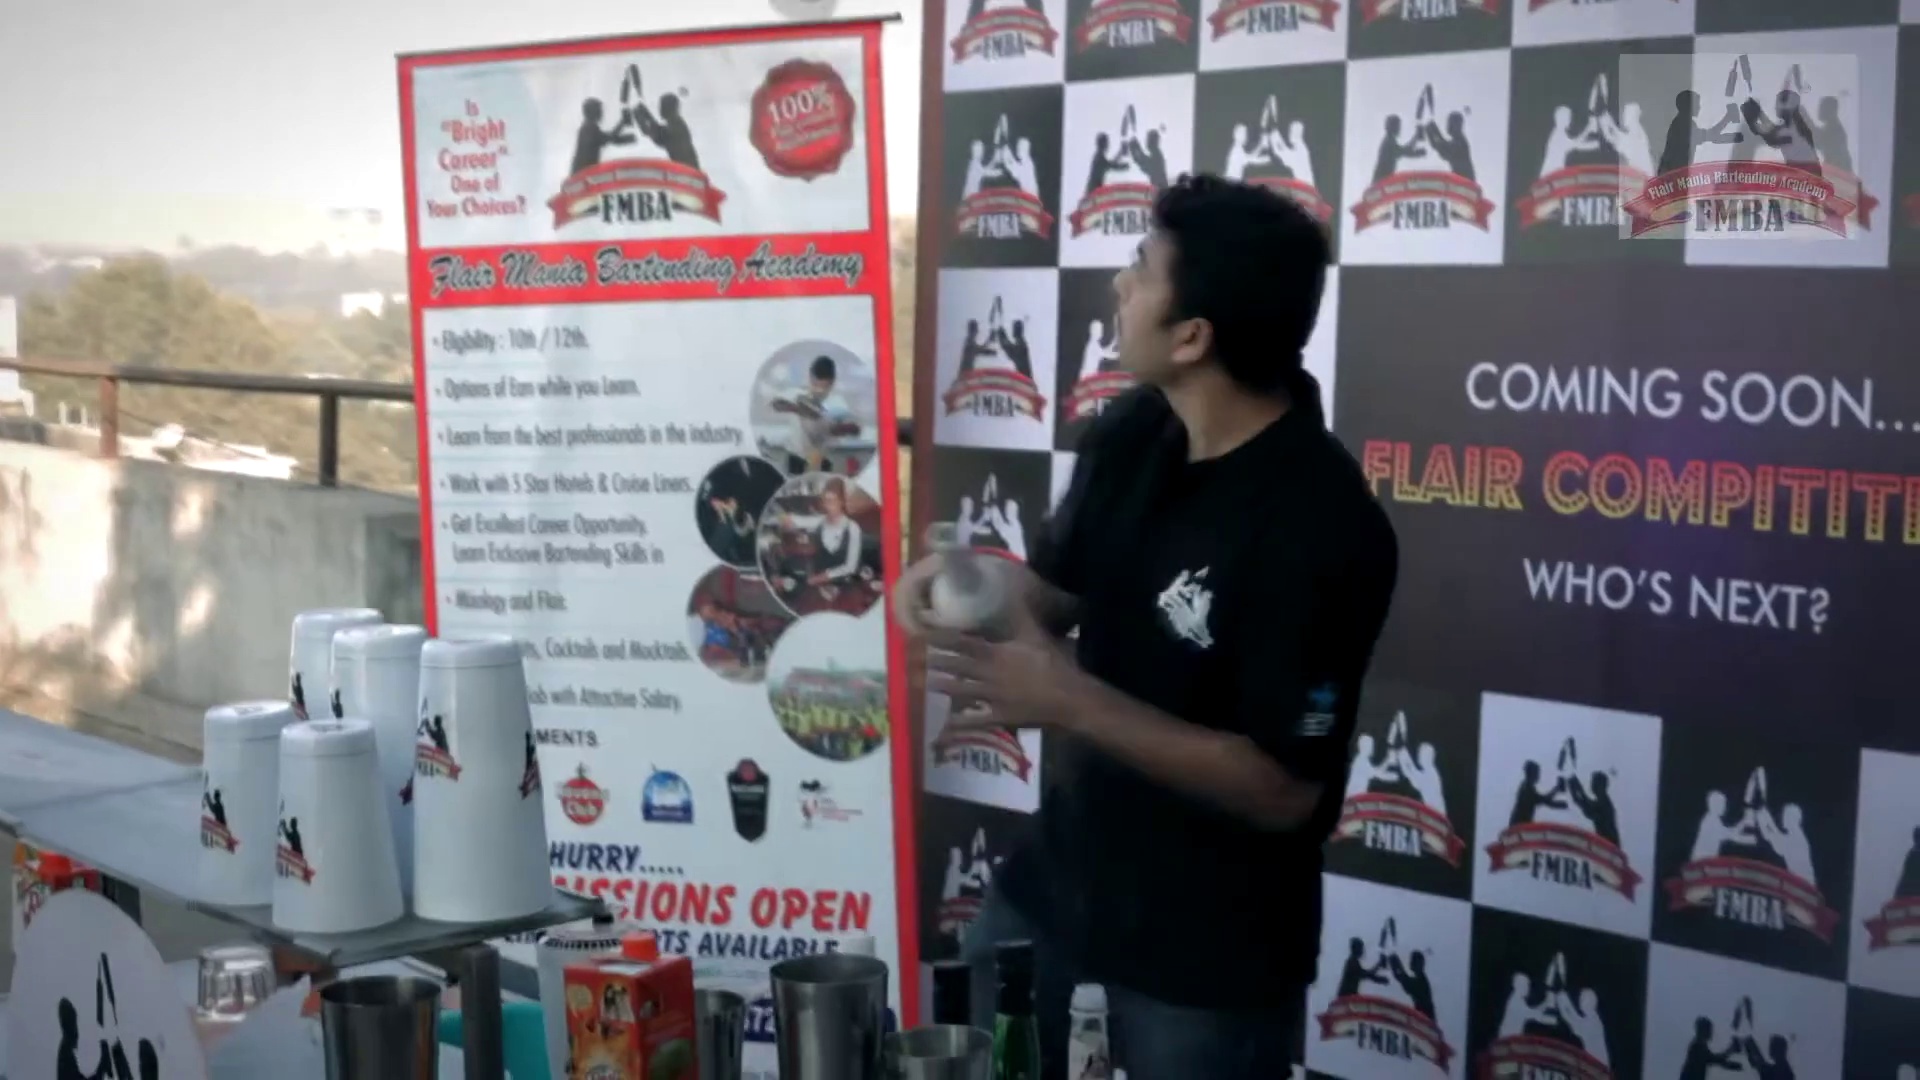 Is
"Bright
Career"
One of
Your Choices?
100%
FMBA
Flair Mania Bartending Academy
• Eligibility : 10th / 12th.
• Options of Earn while you Learn.
• Learn from the best professionals in the industry.
• Work with 5 Star Hotels & Cruise Liners.
• Get Excellent Career Opportunity.
Learn Exclusive Bartending Skills in
• Mixology and Flair.
Cocktails and Mocktails.
with Attractive Salary.
MENTS
HURRY.....
SSIONS OPEN
RTS AVAILABLE
COMING SOON...
FLAIR COMPITITI
WHO'S NEXT?
Flair Mania Bartending Academy
FMBA